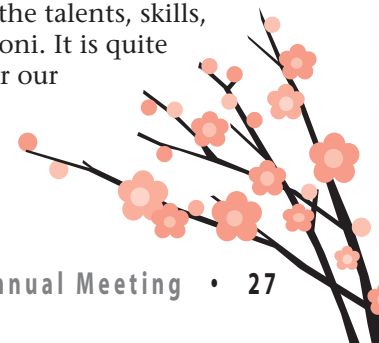 the talents, skills,
oni. It is quite
r our
nnual Meeting • 27